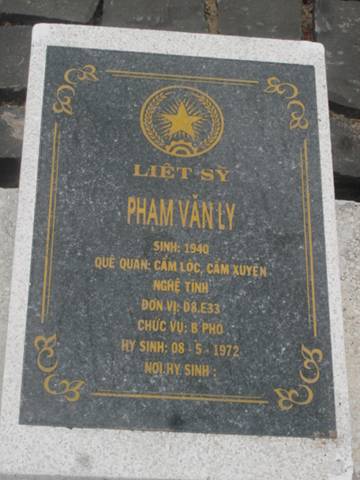 LIỆT SỸ
PHẠM VĂN LY
SINH: 1940
QUÊ QUÁN: CẨM LỘC, CẨM XUYÊN
NGHỆ TĨNH
ĐƠN VỊ: D8.E33
CHỨC VỤ: B PHÓ
HY SINH: 08 - 5 - 1972
NƠI HY SINH :